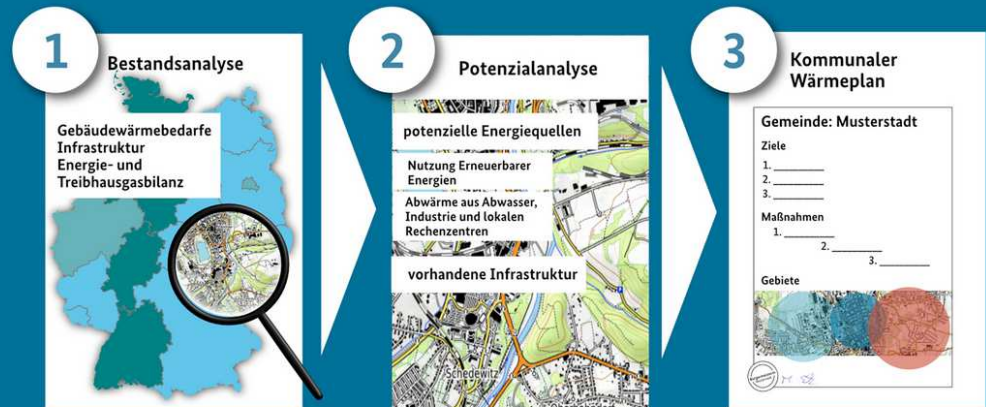 1
Bestandsanalyse
Gebäudewärmebedarfe
Infrastruktur
Energie- und
Treibhausgasbilanz
2
Potenzialanalyse
potenzielle Energiequellen
Nutzung Erneuerbarer
Energien
Abwärme aus Abwasser,
Industrie und lokalen
Rechenzentren
vorhandene Infrastruktur
Schedewitz
3
Kommunaler
Wärmeplan
Gemeinde: Musterstadt
Ziele
1.
2.
3.
Maßnahmen
1.
2.
3.
Gebiete